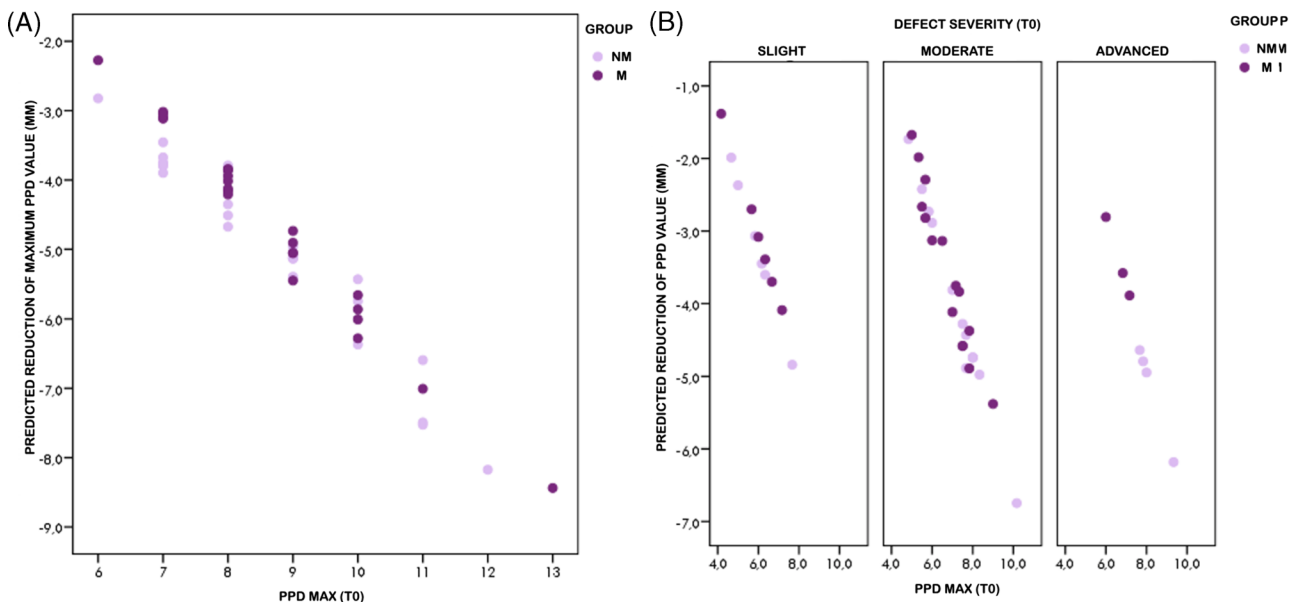 (A)
GROUP
NM
M
PREDICTED REDUCTION OF MAXIMUM PPD VALUE (MM)
-2,0
-3,0
-4,0
-5,0
-6,0
-7,0
-8,0
-9,0
6 7 8 9 10 11 12 13
PPD MAX (T0)
(B)
DEFECT SEVERITY (T0)
SLIGHT MODERATE ADVANCED
GROUP P
NM M
M 1
PREDICTED REDUCTION OF PPD VALUE (MM)
-1,0
-2,0
-3,0
-4,0
-5,0
-6,0
-7,0
4,0 6,0 8,0 10,0 4,0 6,0 8,0 10,0 4,0 6,0 8,0 10,0
PPD MAX (T0)